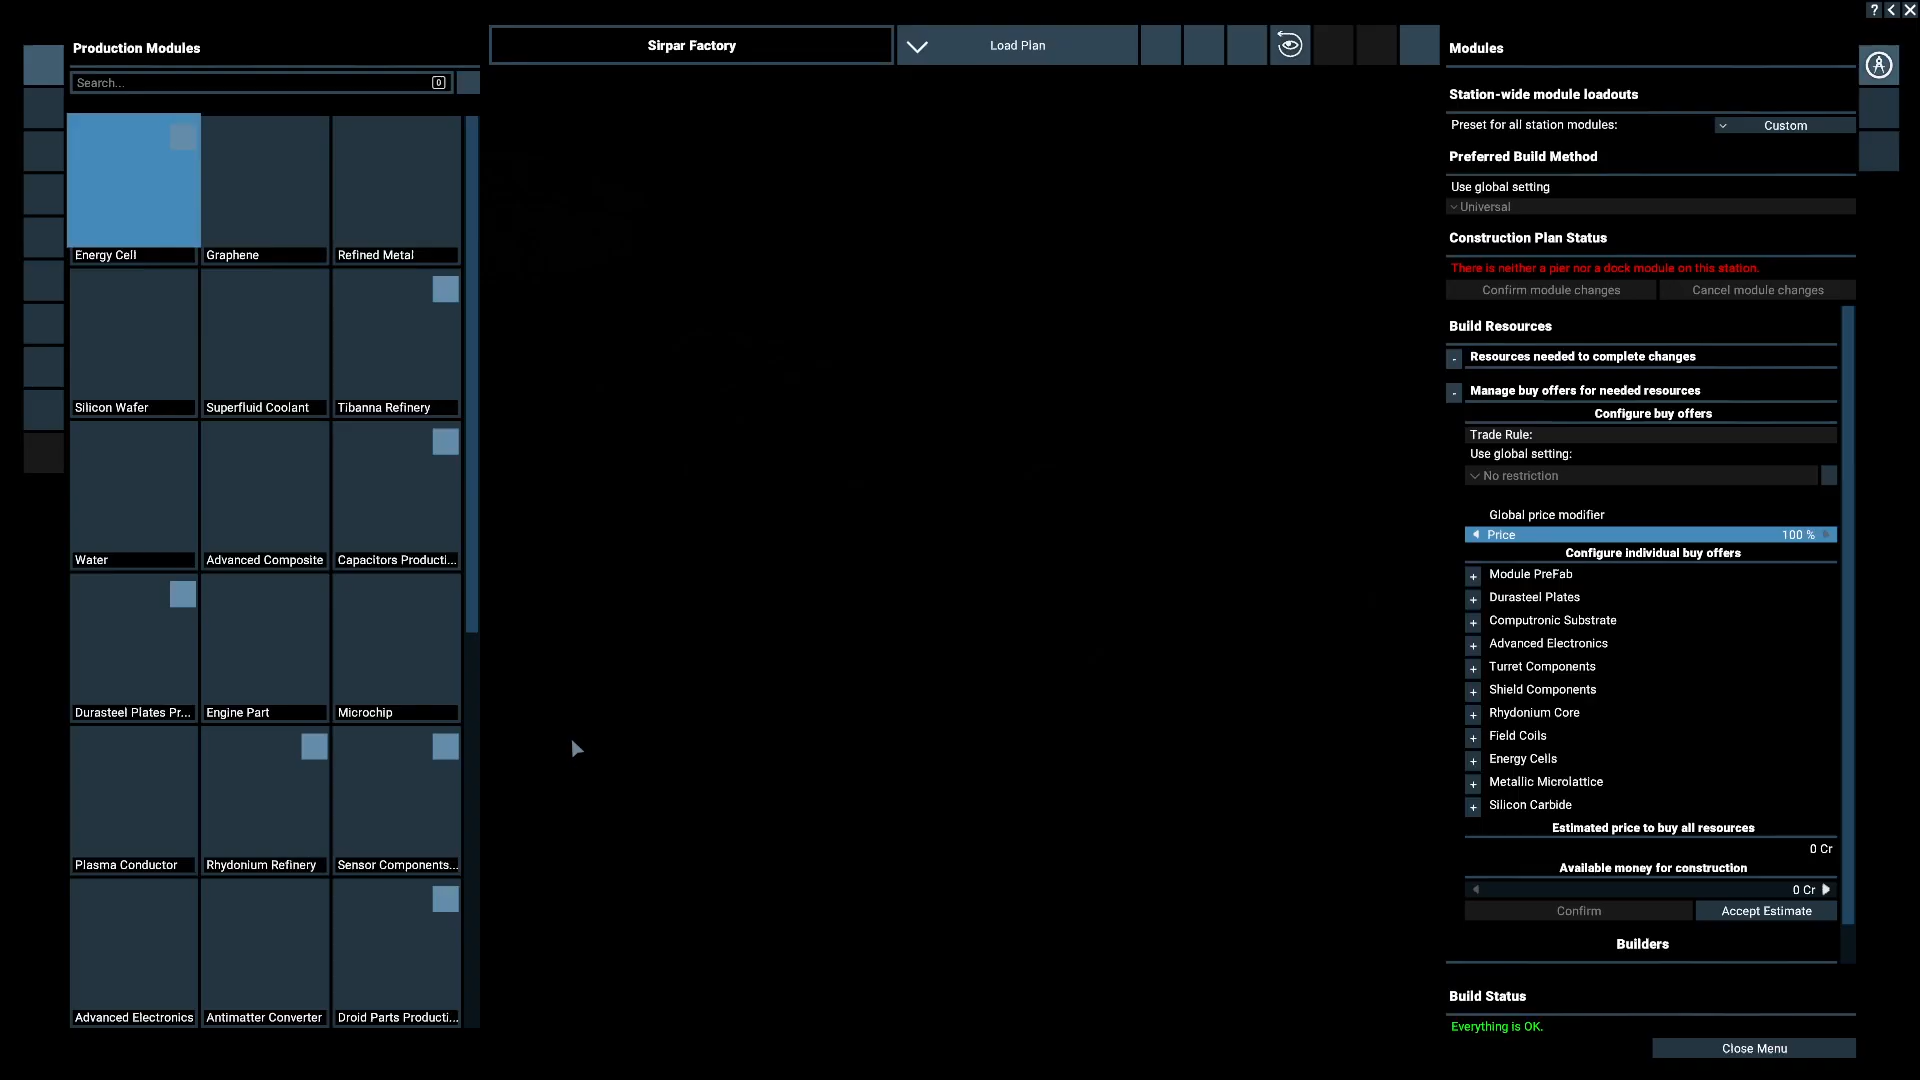 Production Modules
Search...
0
Energy Cell
Graphene
Refined Metal
Silicon Wafer
Superfluid Coolant
Tibanna Refinery
Water
Advanced Composite
Capacitors Producti...
Durasteel Plates Pr...
Engine Part
Microchip
Plasma Conductor
Rhydonium Refinery
Sensor Components...
Advanced Electronics
Antimatter Converter
Droid Parts Producti...
Sirpar Factory
Load Plan
?
Modules
Station-wide module loadouts
Preset for all station modules:
Custom
Preferred Build Method
Use global setting
Universal
Construction Plan Status
There is neither a pier nor a dock module on this station.
Confirm module changes
Cancel module changes
Build Resources
- Resources needed to complete changes
- Manage buy offers for needed resources
Configure buy offers
Trade Rule:
Use global setting:
No restriction
Global price modifier
Price 100 %
Configure individual buy offers
+ Module PreFab
+ Durasteel Plates
+ Computronic Substrate
+ Advanced Electronics
+ Turret Components
+ Shield Components
+ Rhydonium Core
+ Field Coils
+ Energy Cells
+ Metallic Microlattice
+ Silicon Carbide
Estimated price to buy all resources
0 Cr
Available money for construction
0 Cr
Confirm
Accept Estimate
Builders
Build Status
Everything is OK.
Close Menu